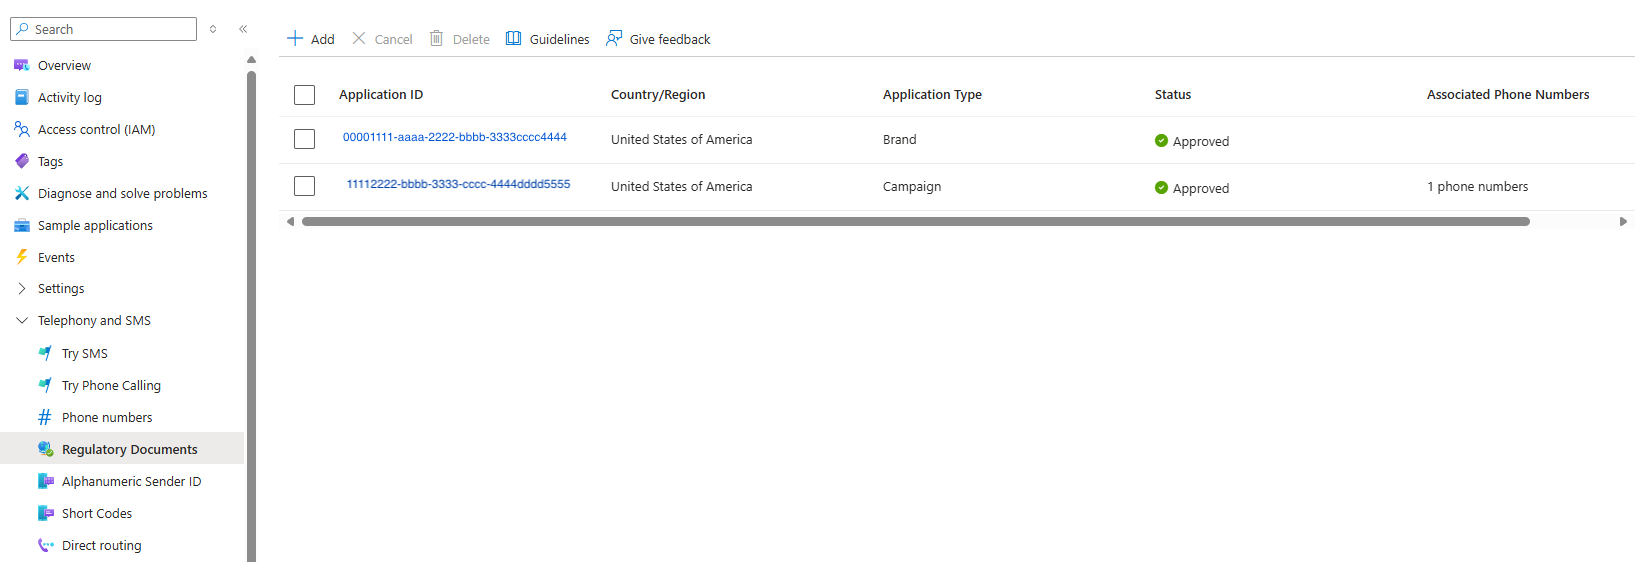 Search
Overview
Activity log
Access control (IAM)
Tags
Diagnose and solve problems
Sample applications
Events
Settings
Telephony and SMS
Try SMS
Try Phone Calling
Phone numbers
Regulatory Documents
Alphanumeric Sender ID
Short Codes
Direct routing
Add Cancel Delete Guidelines Give feedback
Application ID Country/Region Application Type Status Associated Phone Numbers
00001111-aaaa-2222-bbbb-3333cccc4444 United States of America Brand Approved
11112222-bbbb-3333-cccc-4444dddd5555 United States of America Campaign Approved 1 phone numbers